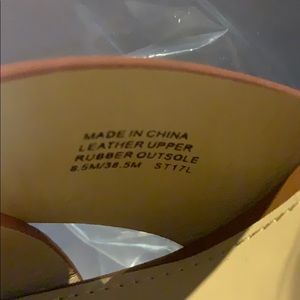 MADE IN CHINA
LEATHER UPPER
RUBBER OUTSOLE
8.5M/38.5M ST17L